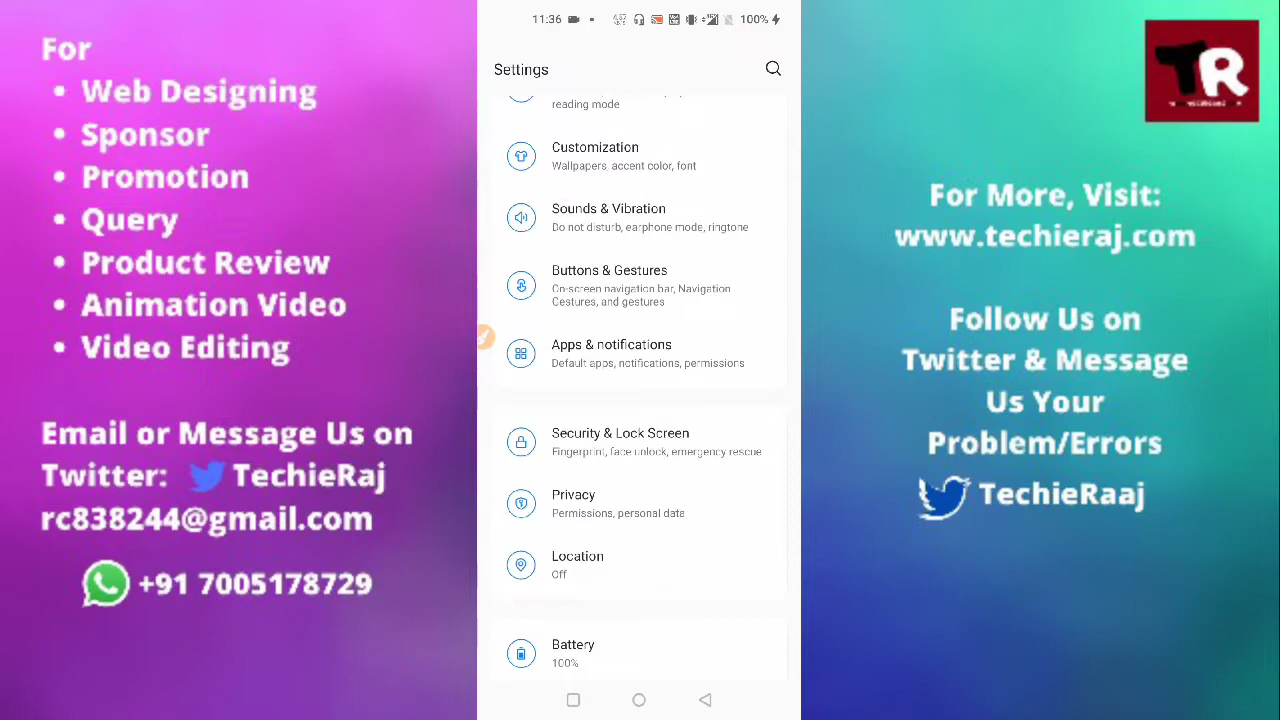 For
• Web Designing
• Sponsor
• Promotion
• Query
• Product Review
• Animation Video
• Video Editing
Email or Message Us on
Twitter: TechieRaj
rc838244@gmail.com
+91 7005178729
11:36
100%
Settings
reading mode
Customization
Wallpapers, accent color, font
Sounds & Vibration
Do not disturb, earphone mode, ringtone
Buttons & Gestures
On-screen navigation bar, Navigation
Gestures, and gestures
Apps & notifications
Default apps, notifications, permissions
Security & Lock Screen
Fingerprint, face unlock, emergency rescue
Privacy
Permissions, personal data
Location
Off
Battery
100%
TR
For More, Visit:
www.techieraj.com
Follow Us on
Twitter & Message
Us Your
Problem/Errors
TechieRaaj